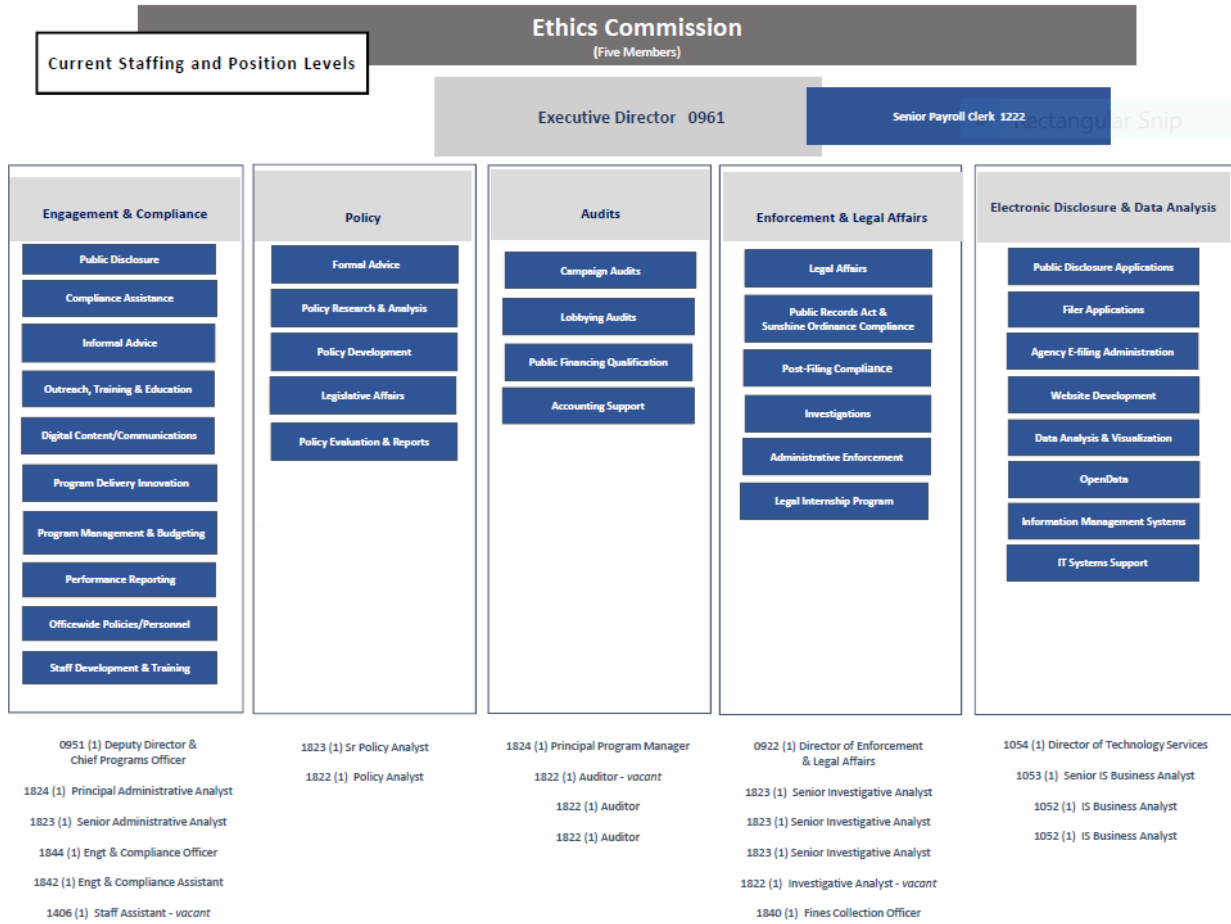 Ethics Commission
(Five Members)
Current Staffing and Position Levels
Executive Director 0961
Senior Payroll Clerk 1222
Rectangular Snip
Engagement & Compliance
Public Disclosure
Compliance Assistance
Informal Advice
Outreach, Training & Education
Digital Content/Communications
Program Delivery Innovation
Program Management & Budgeting
Performance Reporting
Officewide Policies/Personnel
Staff Development & Training
0951 (1) Deputy Director &
Chief Programs Officer
1824 (1) Principal Administrative Analyst
1823 (1) Senior Administrative Analyst
1844 (1) Engt & Compliance Officer
1842 (1) Engt & Compliance Assistant
1406 (1) Staff Assistant - vacant
Policy
Formal Advice
Policy Research & Analysis
Policy Development
Legislative Affairs
Policy Evaluation & Reports
1823 (1) Sr Policy Analyst
1822 (1) Policy Analyst
Audits
Campaign Audits
Lobbying Audits
Public Financing Qualification
Accounting Support
1824 (1) Principal Program Manager
1822 (1) Auditor - vacant
1822 (1) Auditor
1822 (1) Auditor
Enforcement & Legal Affairs
Legal Affairs
Public Records Act &
Sunshine Ordinance Compliance
Post-Filing Compliance
Investigations
Administrative Enforcement
Legal Internship Program
0922 (1) Director of Enforcement
& Legal Affairs
1823 (1) Senior Investigative Analyst
1823 (1) Senior Investigative Analyst
1823 (1) Senior Investigative Analyst
1822 (1) Investigative Analyst - vacant
1840 (1) Fines Collection Officer
Electronic Disclosure & Data Analysis
Public Disclosure Applications
Filer Applications
Agency E-filing Administration
Website Development
Data Analysis & Visualization
OpenData
Information Management Systems
IT Systems Support
1054 (1) Director of Technology Services
1053 (1) Senior IS Business Analyst
1052 (1) IS Business Analyst
1052 (1) IS Business Analyst